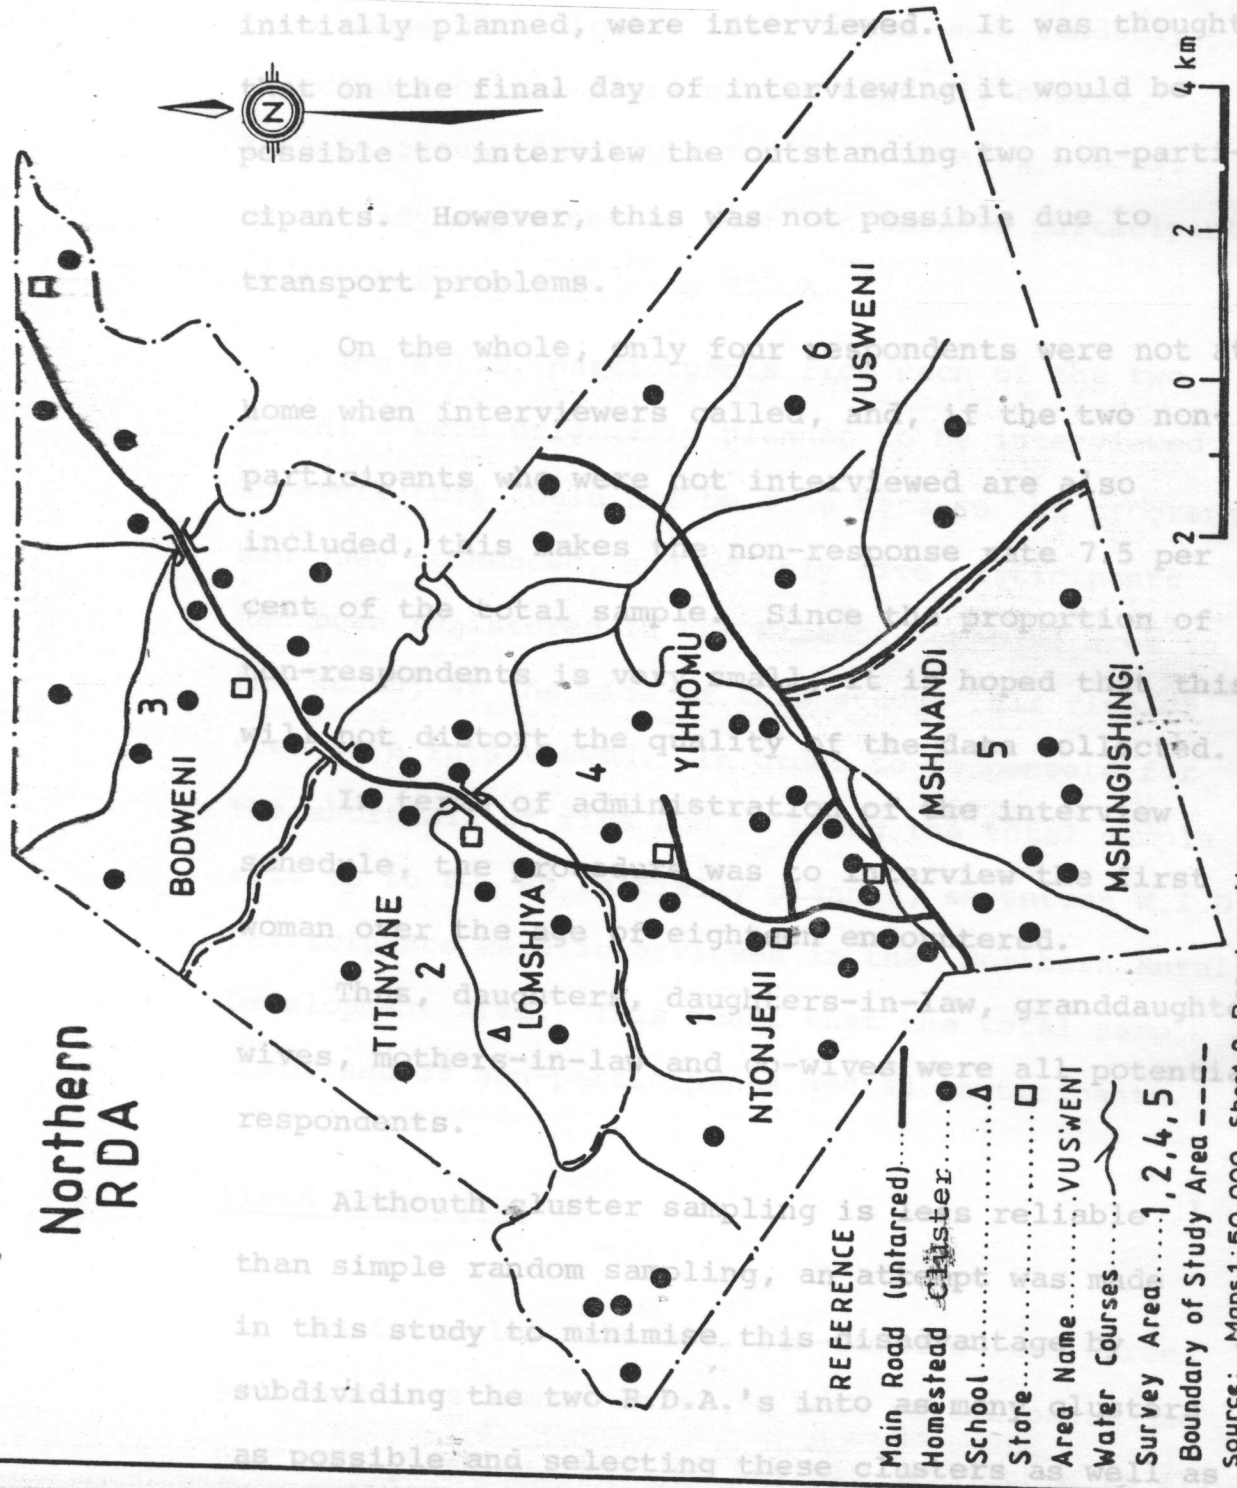 Northern
RDA
N
BODWENI
3
TITINYANE
2
LOMSHIYA
1
NTONJENI
4
YHHOMU
6
VUSWENI
MSHINANDI
5
MSHINGISHINGI
2 0 2 4 km
REFERENCE
Main Road (untarred)
Homestead Cluster
School
Store
Area Name VUSWENI
Water Courses
Survey Area 1, 2, 4, 5
Boundary of Study Area
Source: Maps 1:50 000
initially planned, were interviewed. It was thought
that on the final day of interviewing it would be
possible to interview the outstanding two non-parti-
cipants. However, this was not possible due to
transport problems.
On the whole, only four respondents were not at
home when interviewers called, and, if the two non-
participants who were not interviewed are also
included, this makes the non-response rate 7.5 per
cent of the total sample. Since the proportion of
non-respondents is very small, it is hoped that this
will not distort the quality of the data collected.
In terms of administration of the interview
schedule, the procedure was to interview the first
woman over the age of eighteen encountered.
Thus, daughters, daughters-in-law, granddaughte
wives, mothers-in-law and co-wives were all potentia
respondents.
Althouth cluster sampling is less reliable
than simple random sampling, an attempt was made
in this study to minimise this disadvantage by
subdividing the two R.D.A.'s into as many clusters
as possible and selecting these clusters as well as